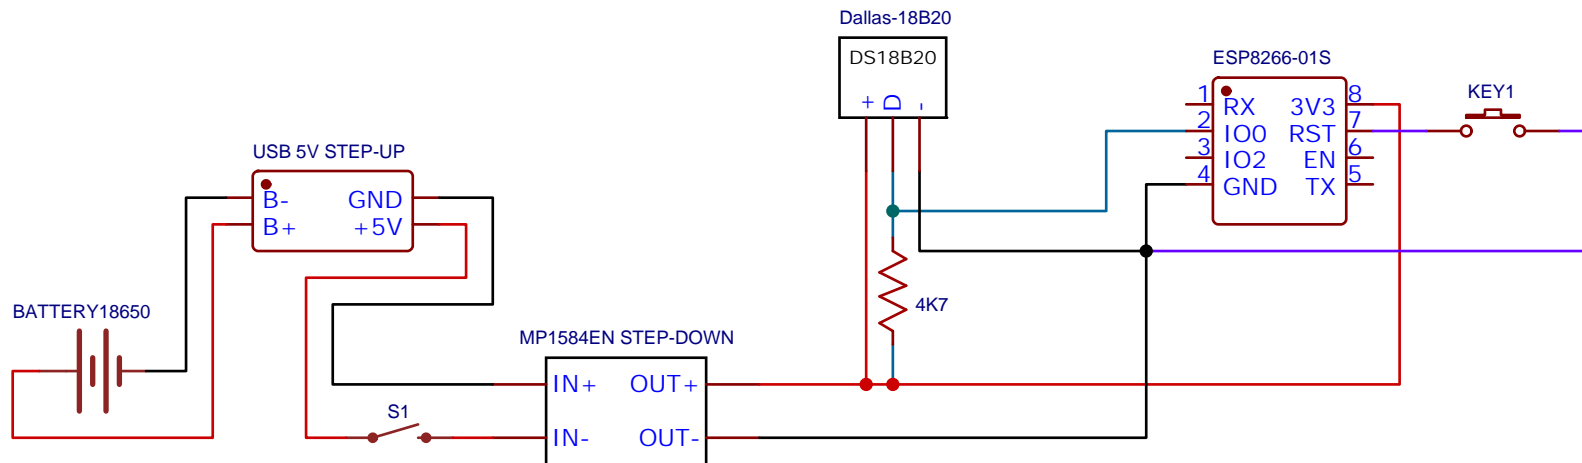 Dallas-18B20
DS18B20
+ D -
ESP8266-01S
1 RX 3V3 8
2 IO0 RST 7
3 IO2 EN 6
4 GND TX 5
KEY1
USB 5V STEP-UP
B- GND
B+ +5V
BATTERY18650
4K7
MP1584EN STEP-DOWN
IN+ OUT+
S1
IN- OUT-